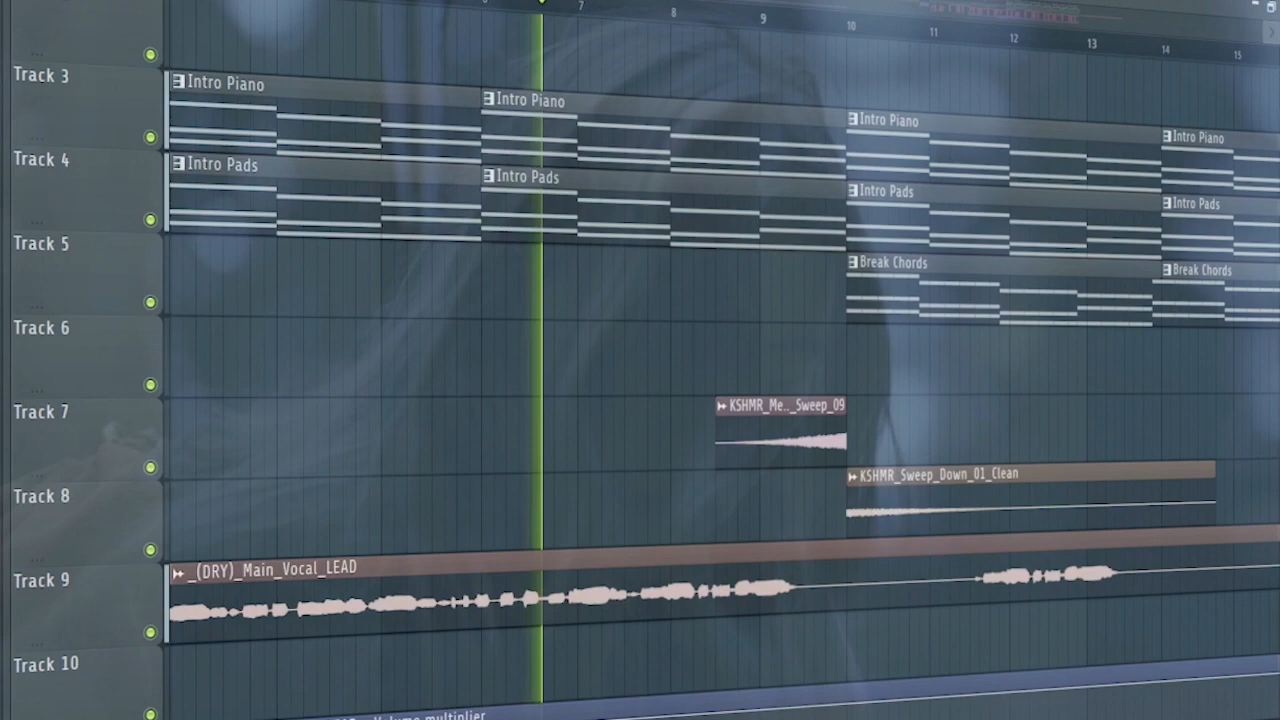 7 8 9 10 11 12 13 14 15
Track 3
Intro Piano Intro Piano Intro Piano Intro Piano
Track 4
Intro Pads Intro Pads Intro Pads Intro Pads
Track 5
Break Chords Break Chords
Track 6
Track 7
KSHMR_Me.._Sweep_09
Track 8
KSHMR_Sweep_Down_01_Clean
Track 9
_(DRY)_Main_Vocal_LEAD
Track 10
Volume multiplier